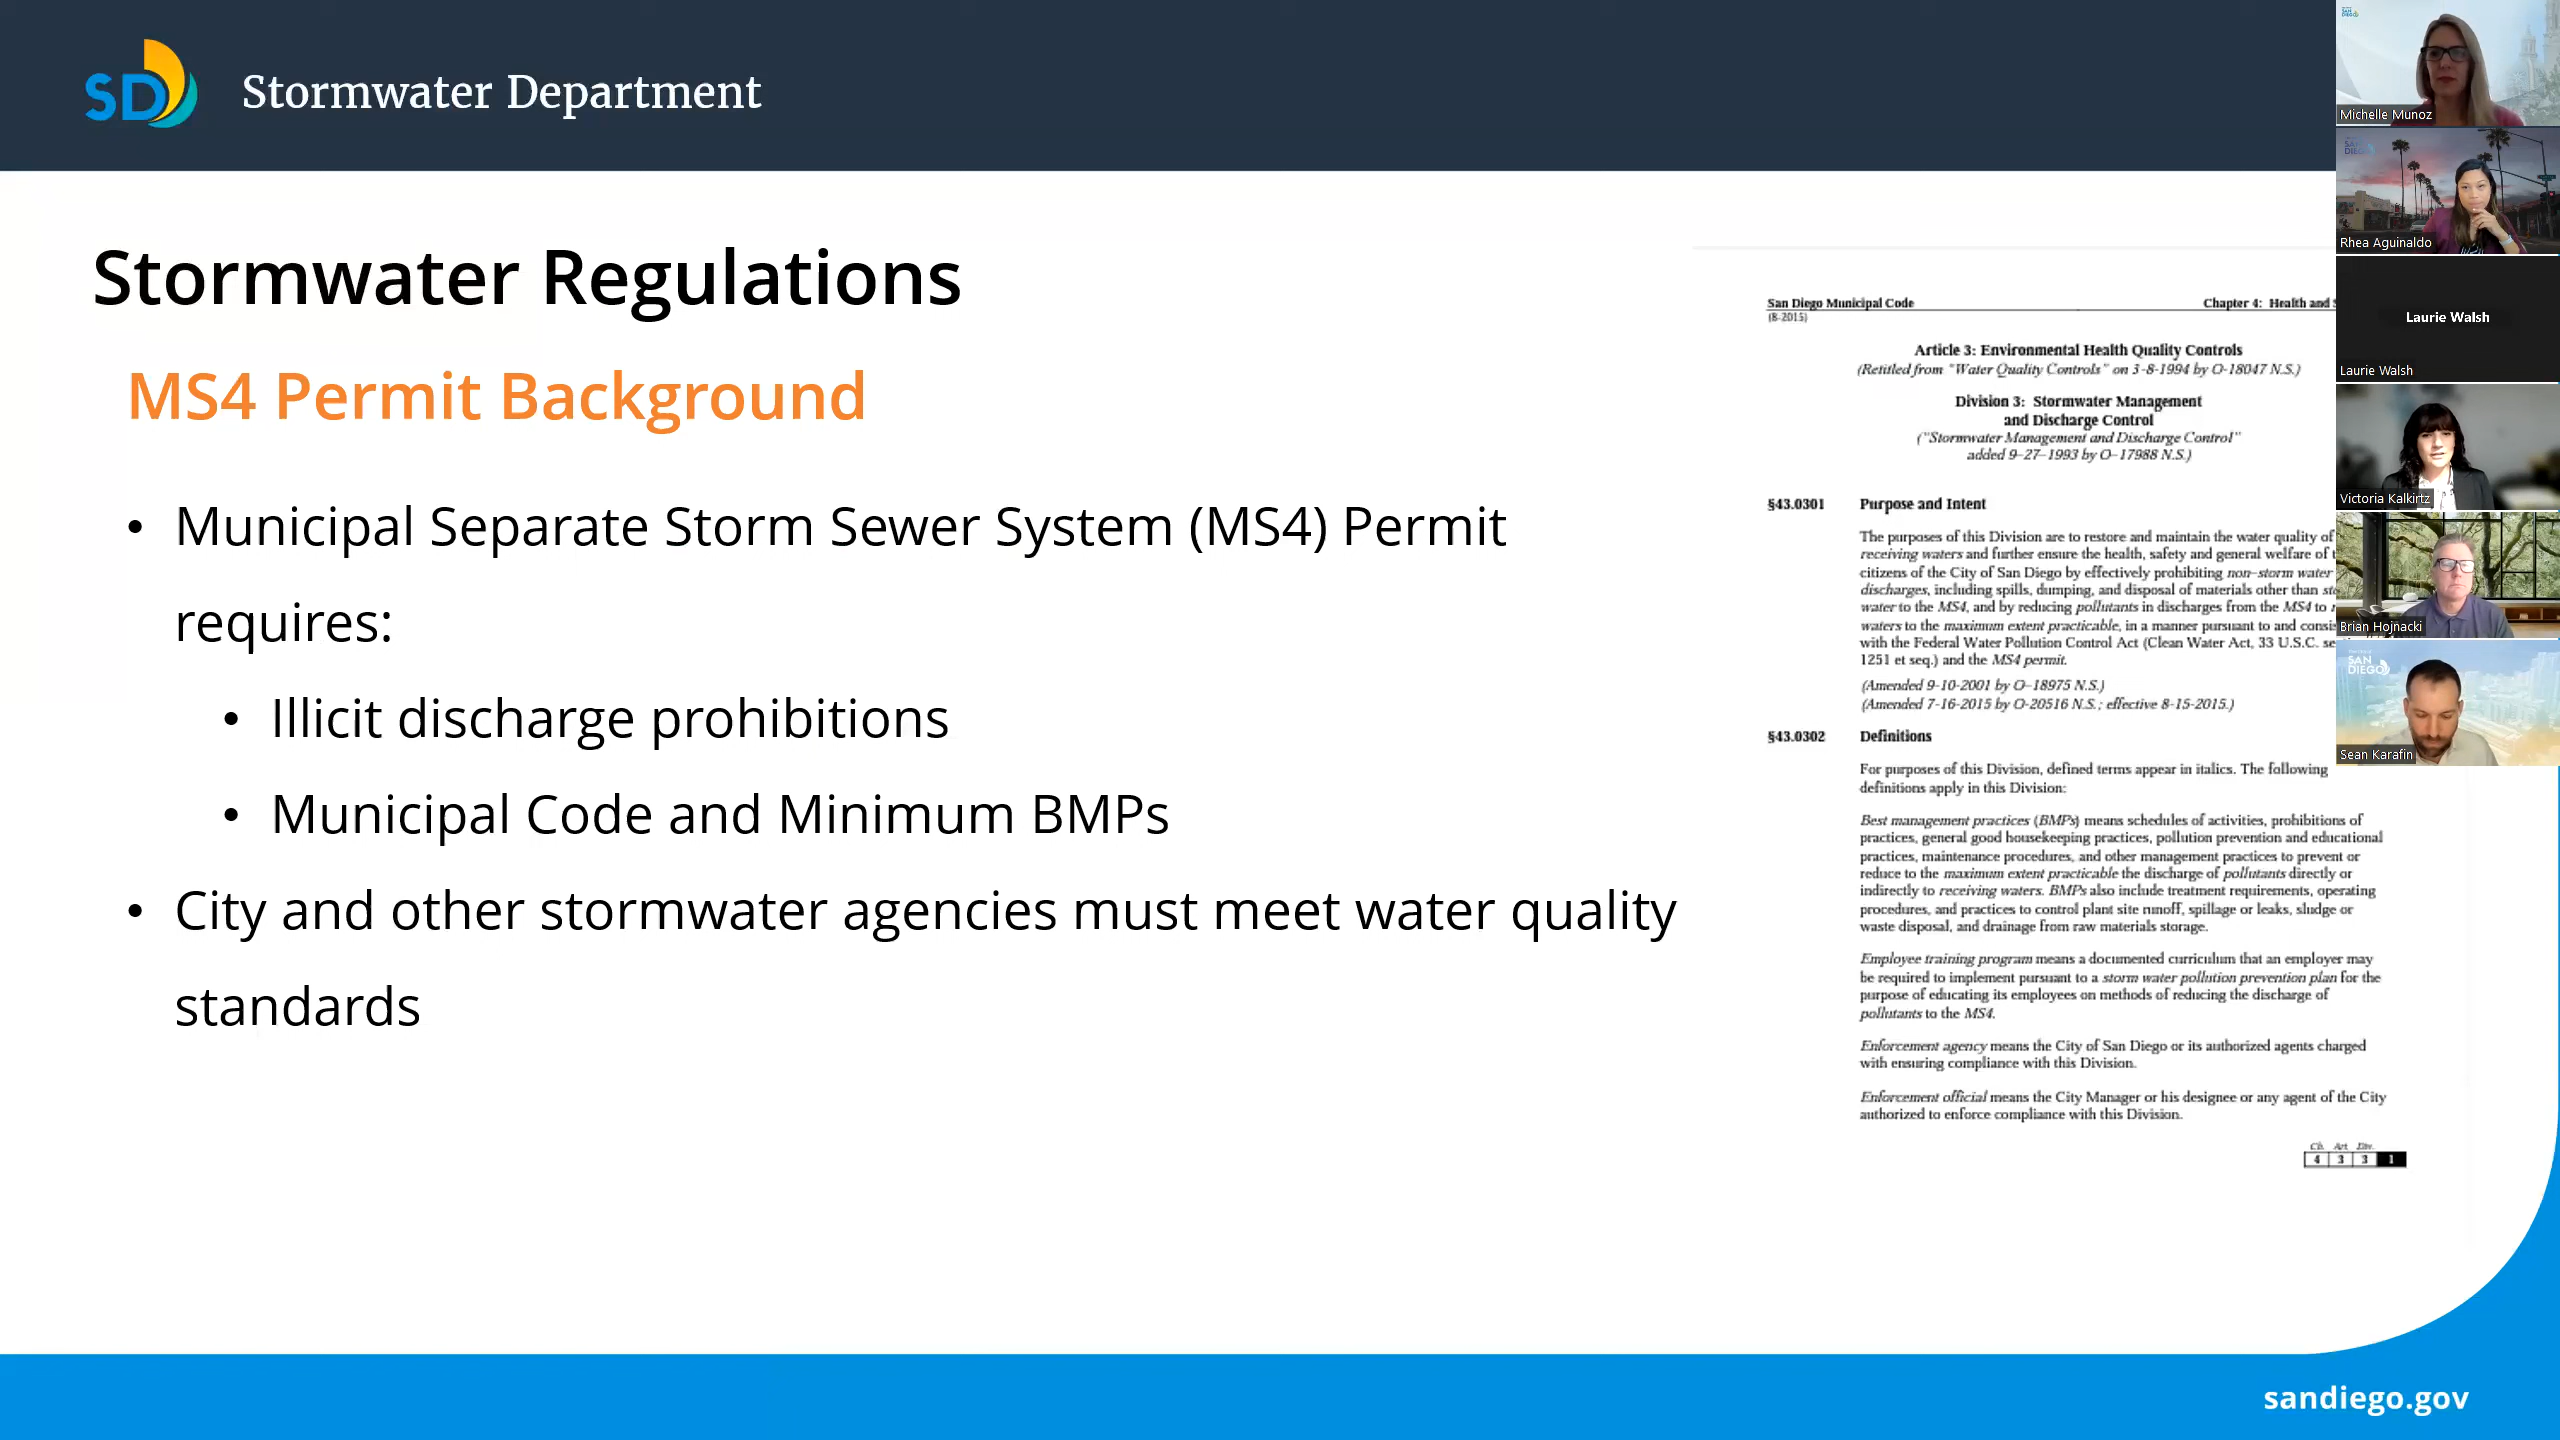 SD
Stormwater Department
Stormwater Regulations
MS4 Permit Background
• Municipal Separate Storm Sewer System (MS4) Permit
requires:
• Illicit discharge prohibitions
• Municipal Code and Minimum BMPs
• City and other stormwater agencies must meet water quality
standards
San Diego Municipal Code
Chapter 4: Health and
(8-2015)
Article 3: Environmental Health Quality Controls
(Retitled from "Water Quality Controls" on 3-8-1994 by O-18047 N.S.)
Division 3: Stormwater Management
and Discharge Control
("Stormwater Management and Discharge Control"
added 9-27-1993 by O-17988 N.S.)
§43.0301 Purpose and Intent
The purposes of this Division are to restore and maintain the water quality of
receiving waters and further ensure the health, safety and general welfare of
citizens of the City of San Diego by effectively prohibiting non-storm water
discharges, including spills, dumping, and disposal of materials other than
water to the MS4, and by reducing pollutants in discharges from the MS4 to
waters to the maximum extent practicable, in a manner pursuant to and
with the Federal Water Pollution Control Act (Clean Water Act, 33 U.S.C.
1251 et seq.) and the MS4 permit.
(Amended 9-10-2001 by O-18975 N.S.)
(Amended 7-16-2015 by O-20516 N.S.; effective 8-15-2015.)
§43.0302 Definitions
For purposes of this Division, defined terms appear in italics. The following
definitions apply in this Division:
Best management practices (BMPs) means schedules of activities, prohibitions of
practices, general good housekeeping practices, pollution prevention and educational
practices, maintenance procedures, and other management practices to prevent or
reduce to the maximum extent practicable the discharge of pollutants directly or
indirectly to receiving waters. BMPs also include treatment requirements, operating
procedures, and practices to control plant site runoff, spillage or leaks, sludge or
waste disposal, and drainage from raw materials storage.
Employee training program means a documented curriculum that an employer may
be required to implement pursuant to a storm water pollution prevention plan for the
purpose of educating its employees on methods of reducing the discharge of
pollutants to the MS4.
Enforcement agency means the City of San Diego or its authorized agents charged
with ensuring compliance with this Division.
Enforcement official means the City Manager or his designee or any agent of the City
authorized to enforce compliance with this Division.
Ch. Art. Div.
4 3 3 1
sandiego.gov
SAN
DIEGO
Michelle Munoz
SAN
DIEGO
Rhea Aguinaldo
Laurie Walsh
Laurie Walsh
Victoria Kalkirtz
Brian Hojnacki
SAN
DIEGO
Sean Karafin